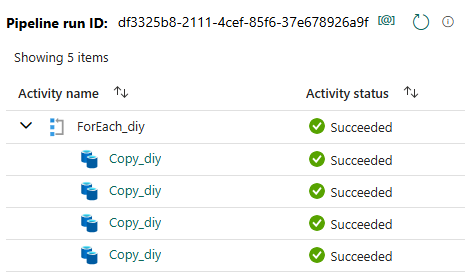 Pipeline run ID: df3325b8-2111-4cef-85f6-37e678926a9f [@]
Showing 5 items
Activity name Activity status
ForEach_diy Succeeded
Copy_diy Succeeded
Copy_diy Succeeded
Copy_diy Succeeded
Copy_diy Succeeded